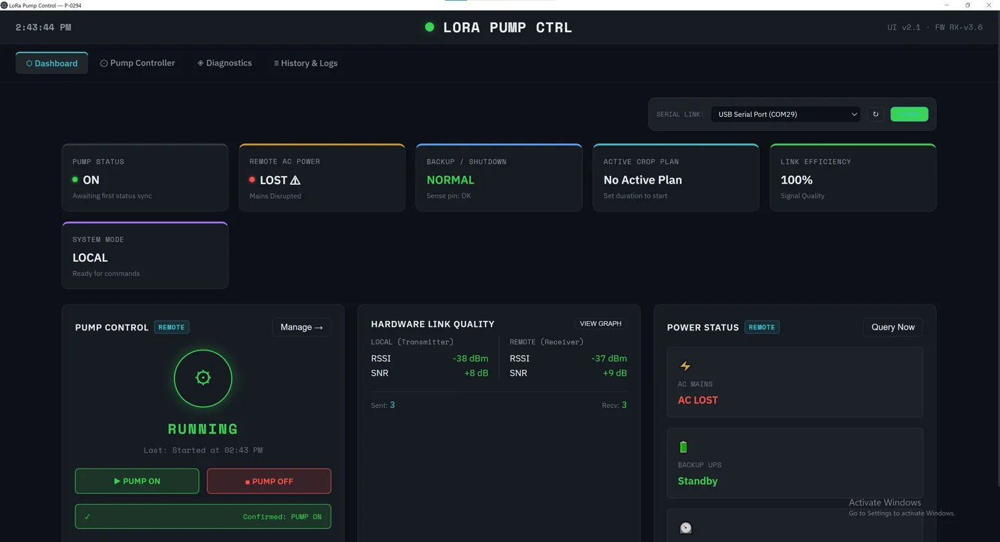 LoRa Pump Control — P-0294
2:43:44 PM
LORA PUMP CTRL
UI v2.1 · FW RX-v3.6
Dashboard
Pump Controller
Diagnostics
History & Logs
SERIAL LINK:
USB Serial Port (COM29)
PUMP STATUS
ON
Awaiting first status sync
REMOTE AC POWER
LOST ⚠
Mains Disrupted
BACKUP / SHUTDOWN
NORMAL
Sense pin: OK
ACTIVE CROP PLAN
No Active Plan
Set duration to start
LINK EFFICIENCY
100%
Signal Quality
SYSTEM MODE
LOCAL
Ready for commands
PUMP CONTROL REMOTE
Manage →
RUNNING
Last: Started at 02:43 PM
▶ PUMP ON
■ PUMP OFF
✓ Confirmed: PUMP ON
HARDWARE LINK QUALITY
VIEW GRAPH
LOCAL (Transmitter)
RSSI -38 dBm
SNR +8 dB
REMOTE (Receiver)
RSSI -37 dBm
SNR +9 dB
Sent: 3
Recv: 3
POWER STATUS REMOTE
Query Now
AC MAINS
AC LOST
BACKUP UPS
Standby
Activate Windows
Go to Settings to activate Windows.